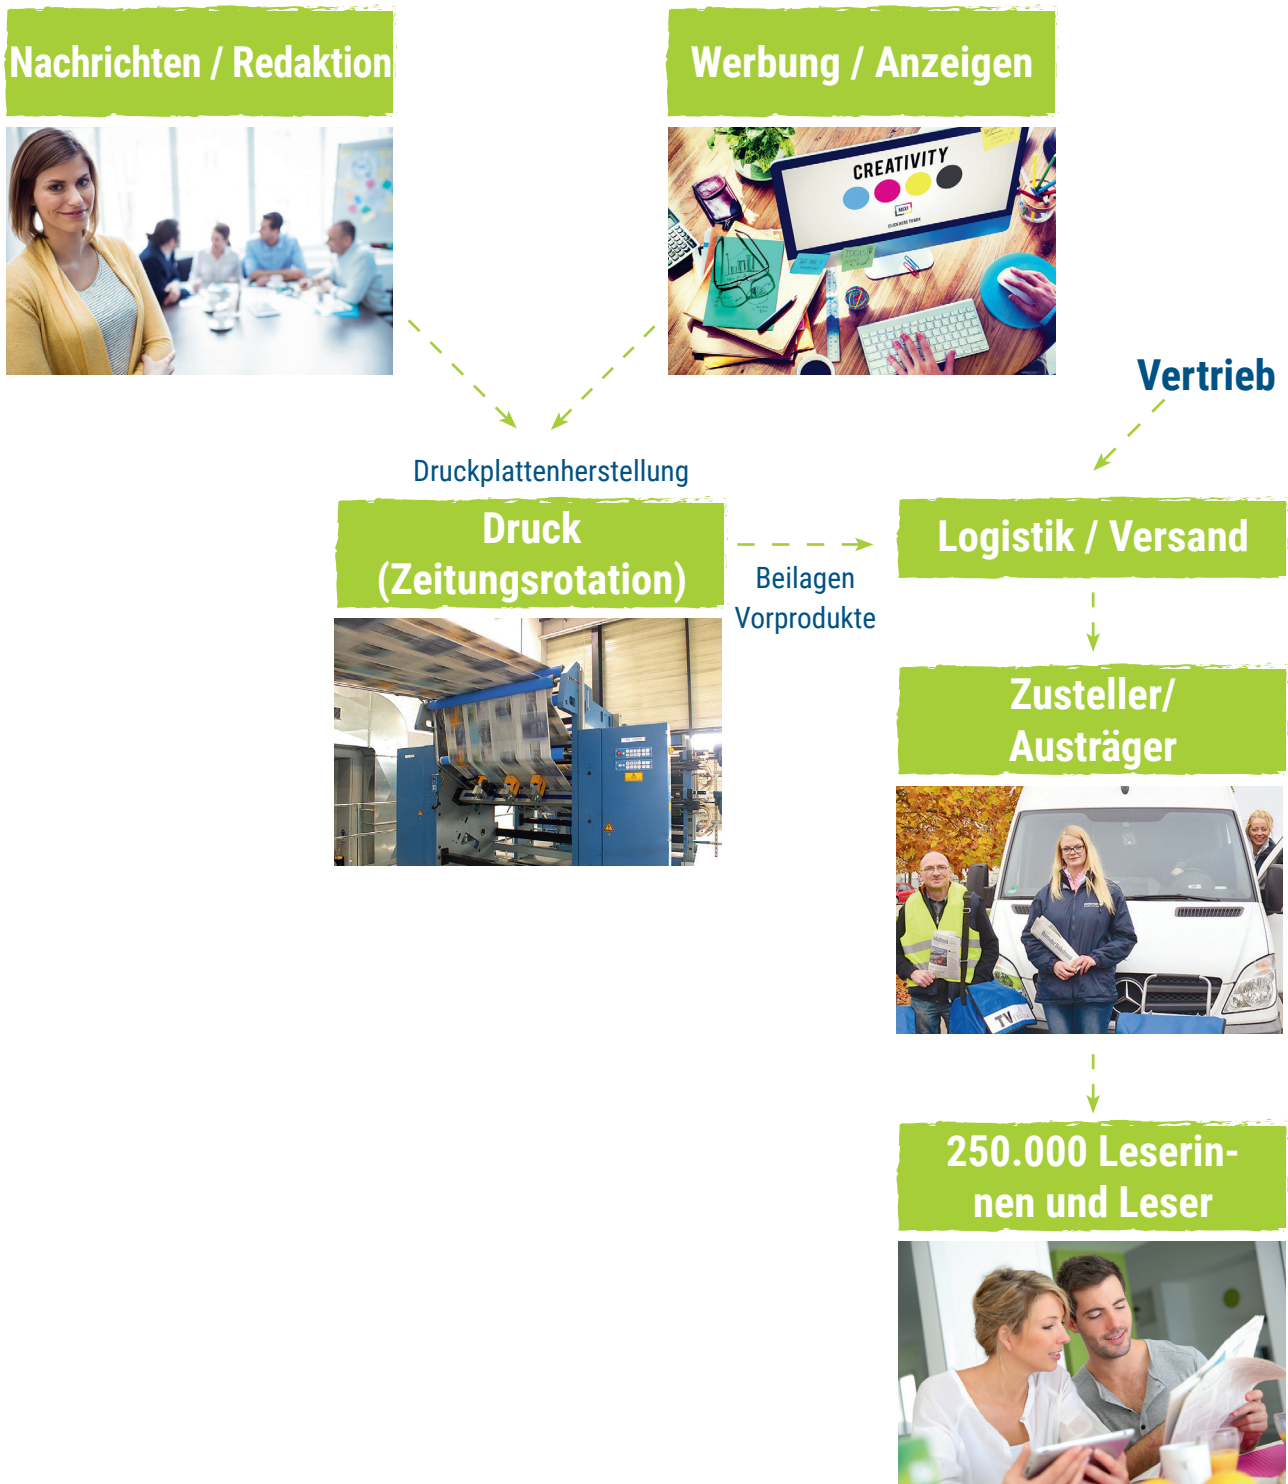 Nachrichten / Redaktion
Werbung / Anzeigen
CREATIVITY
Vertrieb
Druckplattenherstellung
Druck
(Zeitungsrotation)
Beilagen
Vorprodukte
Logistik / Versand
Zusteller/
Austräger
TV
250.000 Leserin-
nen und Leser